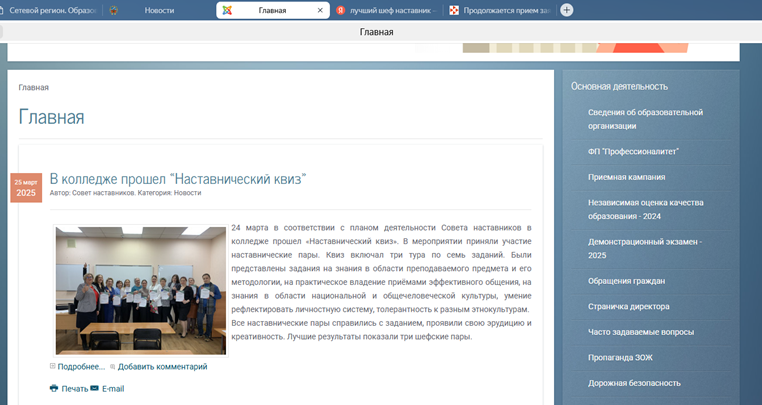 Сетевой регион. Образо
Новости
Главная
лучший шеф наставник –
Продолжается прием зая
Главная
Главная
Главная
25 март
2025
В колледже прошел "Наставнический квиз"
Автор: Совет наставников. Категория: Новости
24 марта в соответствии с планом деятельности Совета наставников в
колледже прошел «Наставнический квиз». В мероприятии приняли участие
наставнические пары. Квиз включал три тура по семь заданий. Были
представлены задания на знания в области преподаваемого предмета и его
методологии, на практическое владение приёмами эффективного общения, на
знания в области национальной и общечеловеческой культуры, умение
рефлектировать личностную систему, толерантность к разным этнокультурам.
Все наставнические пары справились с заданием, проявили свою эрудицию и
креативность. Лучшие результаты показали три шефские пары.
Подробнее...
Добавить комментарий
Печать
E-mail
Основная деятельность
Сведения об образовательной
организации
ФП "Профессионалитет"
Приемная кампания
Независимая оценка качества
образования - 2024
Демонстрационный экзамен -
2025
Обращения граждан
Страничка директора
Часто задаваемые вопросы
Пропаганда ЗОЖ
Дорожная безопасность